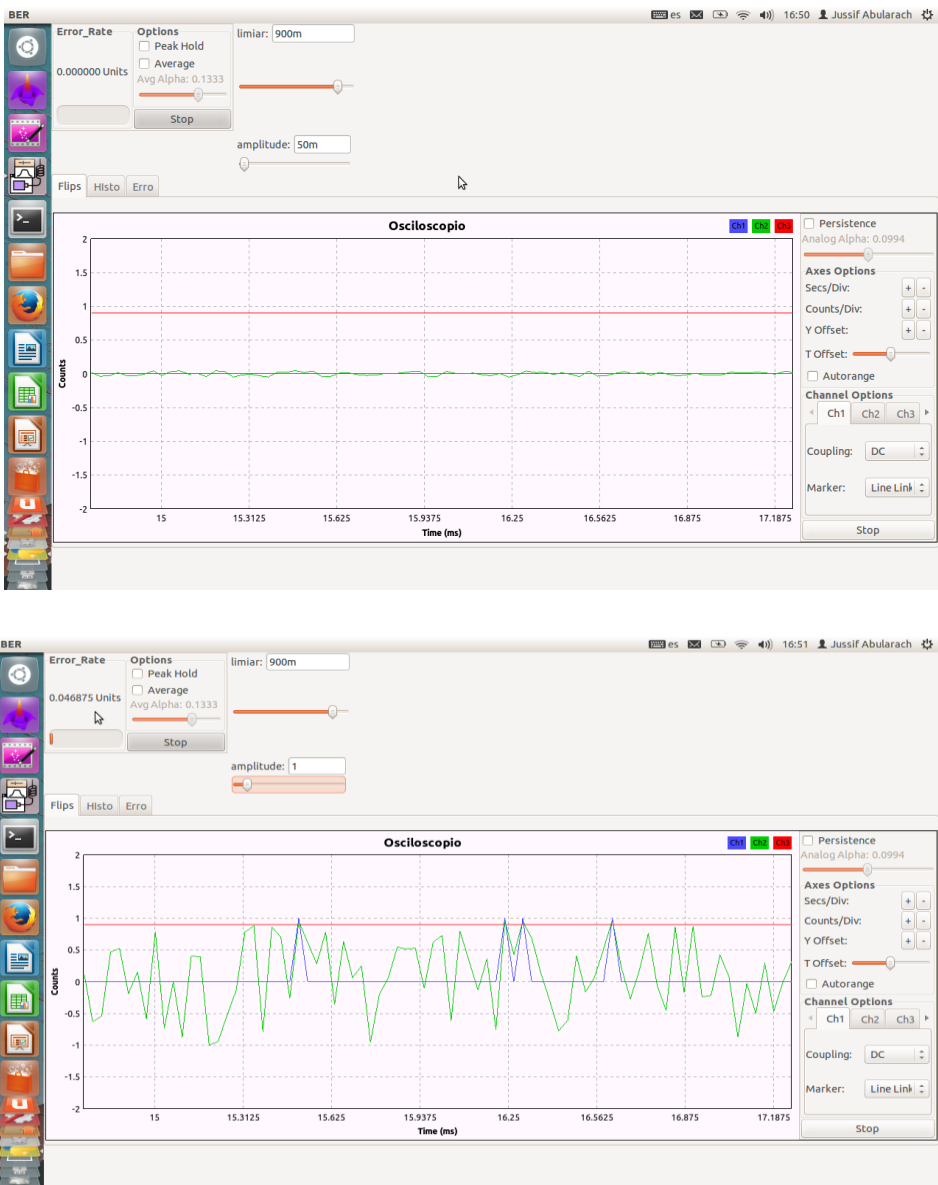 BER
es 16:50 Jussif Abularach
Error_Rate
0.000000 Units
Options
Peak Hold
Average
Avg Alpha: 0.1333
Stop
limiar: 900m
amplitude: 50m
Flips Histo Erro
Osciloscopio
Ch1 Ch2 Ch3
Counts
2
1.5
1
0.5
0
-0.5
-1
-1.5
-2
15 15.3125 15.625 15.9375 16.25 16.5625 16.875 17.1875
Time (ms)
Persistence
Analog Alpha: 0.0994
Axes Options
Secs/Div: + -
Counts/Div: + -
Y Offset: + -
T Offset:
Autorange
Channel Options
Ch1 Ch2 Ch3
Coupling: DC
Marker: Line Link
Stop
BER
es 16:51 Jussif Abularach
Error_Rate
0.046875 Units
Options
Peak Hold
Average
Avg Alpha: 0.1333
Stop
limiar: 900m
amplitude: 1
Flips Histo Erro
Osciloscopio
Ch1 Ch2 Ch3
Counts
2
1.5
1
0.5
0
-0.5
-1
-1.5
-2
15 15.3125 15.625 15.9375 16.25 16.5625 16.875 17.1875
Time (ms)
Persistence
Analog Alpha: 0.0994
Axes Options
Secs/Div: + -
Counts/Div: + -
Y Offset: + -
T Offset:
Autorange
Channel Options
Ch1 Ch2 Ch3
Coupling: DC
Marker: Line Link
Stop